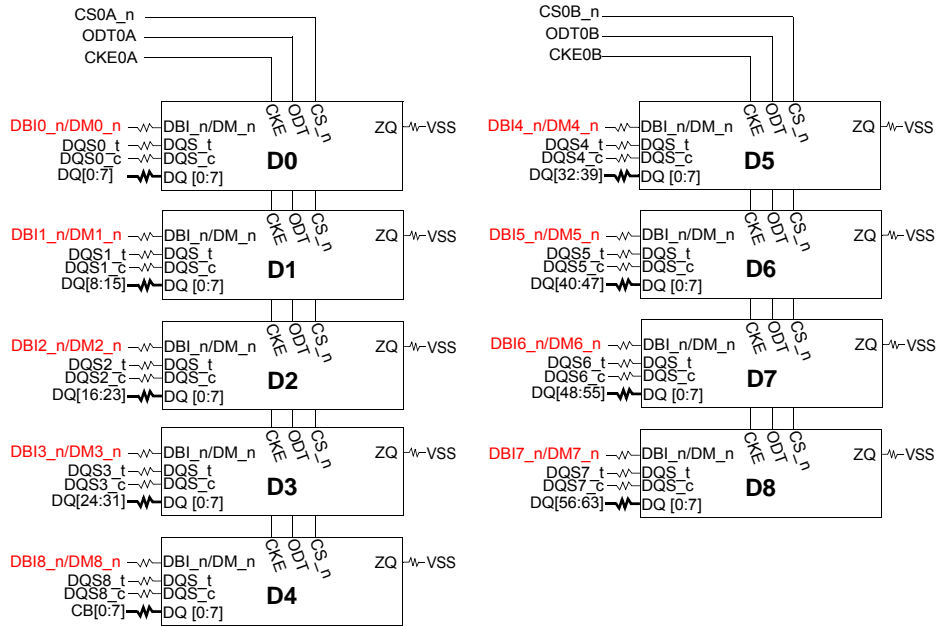 CS0A_n
ODT0A
CKE0A
CKE ODT CS_n
DBI0_n/DM0_n DBI_n/DM_n ZQ VSS
DQS0_t DQS_t
DQS0_c DQS_c
D0
DQ[0:7] DQ [0:7]
CKE ODT CS_n
DBI1_n/DM1_n DBI_n/DM_n ZQ VSS
DQS1_t DQS_t
DQS1_c DQS_c
D1
DQ[8:15] DQ [0:7]
CKE ODT CS_n
DBI2_n/DM2_n DBI_n/DM_n ZQ VSS
DQS2_t DQS_t
DQS2_c DQS_c
D2
DQ[16:23] DQ [0:7]
CKE ODT CS_n
DBI3_n/DM3_n DBI_n/DM_n ZQ VSS
DQS3_t DQS_t
DQS3_c DQS_c
D3
DQ[24:31] DQ [0:7]
CKE ODT CS_n
DBI8_n/DM8_n DBI_n/DM_n ZQ VSS
DQS8_t DQS_t
DQS8_c DQS_c
D4
CB[0:7] DQ [0:7]
CS0B_n
ODT0B
CKE0B
CKE ODT CS_n
DBI4_n/DM4_n DBI_n/DM_n ZQ VSS
DQS4_t DQS_t
DQS4_c DQS_c
D5
DQ[32:39] DQ [0:7]
CKE ODT CS_n
DBI5_n/DM5_n DBI_n/DM_n ZQ VSS
DQS5_t DQS_t
DQS5_c DQS_c
D6
DQ[40:47] DQ [0:7]
CKE ODT CS_n
DBI6_n/DM6_n DBI_n/DM_n ZQ VSS
DQS6_t DQS_t
DQS6_c DQS_c
D7
DQ[48:55] DQ [0:7]
CKE ODT CS_n
DBI7_n/DM7_n DBI_n/DM_n ZQ VSS
DQS7_t DQS_t
DQS7_c DQS_c
D8
DQ[56:63] DQ [0:7]